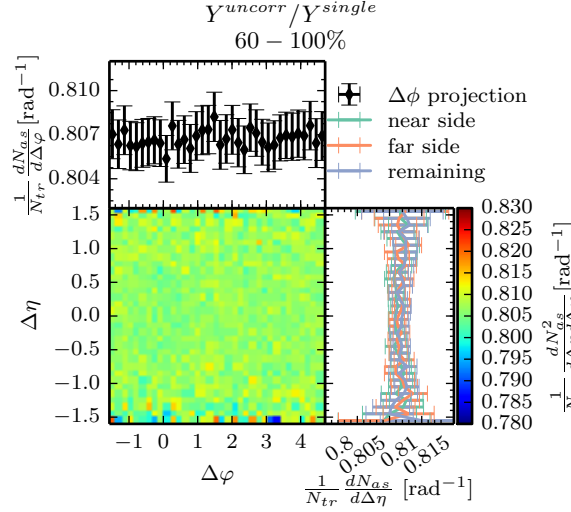 Y^{uncorr}/Y^{single}
60 − 100%
1/N_{tr} dN_{as}/dΔφ [rad⁻¹]
0.810
0.807
0.804
Δϕ projection
near side
far side
remaining
Δη
1.5
1.0
0.5
0.0
−0.5
−1.0
−1.5
−1 0 1 2 3 4
Δφ
0.8 0.805 0.81 0.815
1/N_{tr} dN_{as}/dΔη [rad⁻¹]
0.830
0.825
0.820
0.815
0.810
0.805
0.800
0.795
0.790
0.785
0.780
[rad⁻¹]